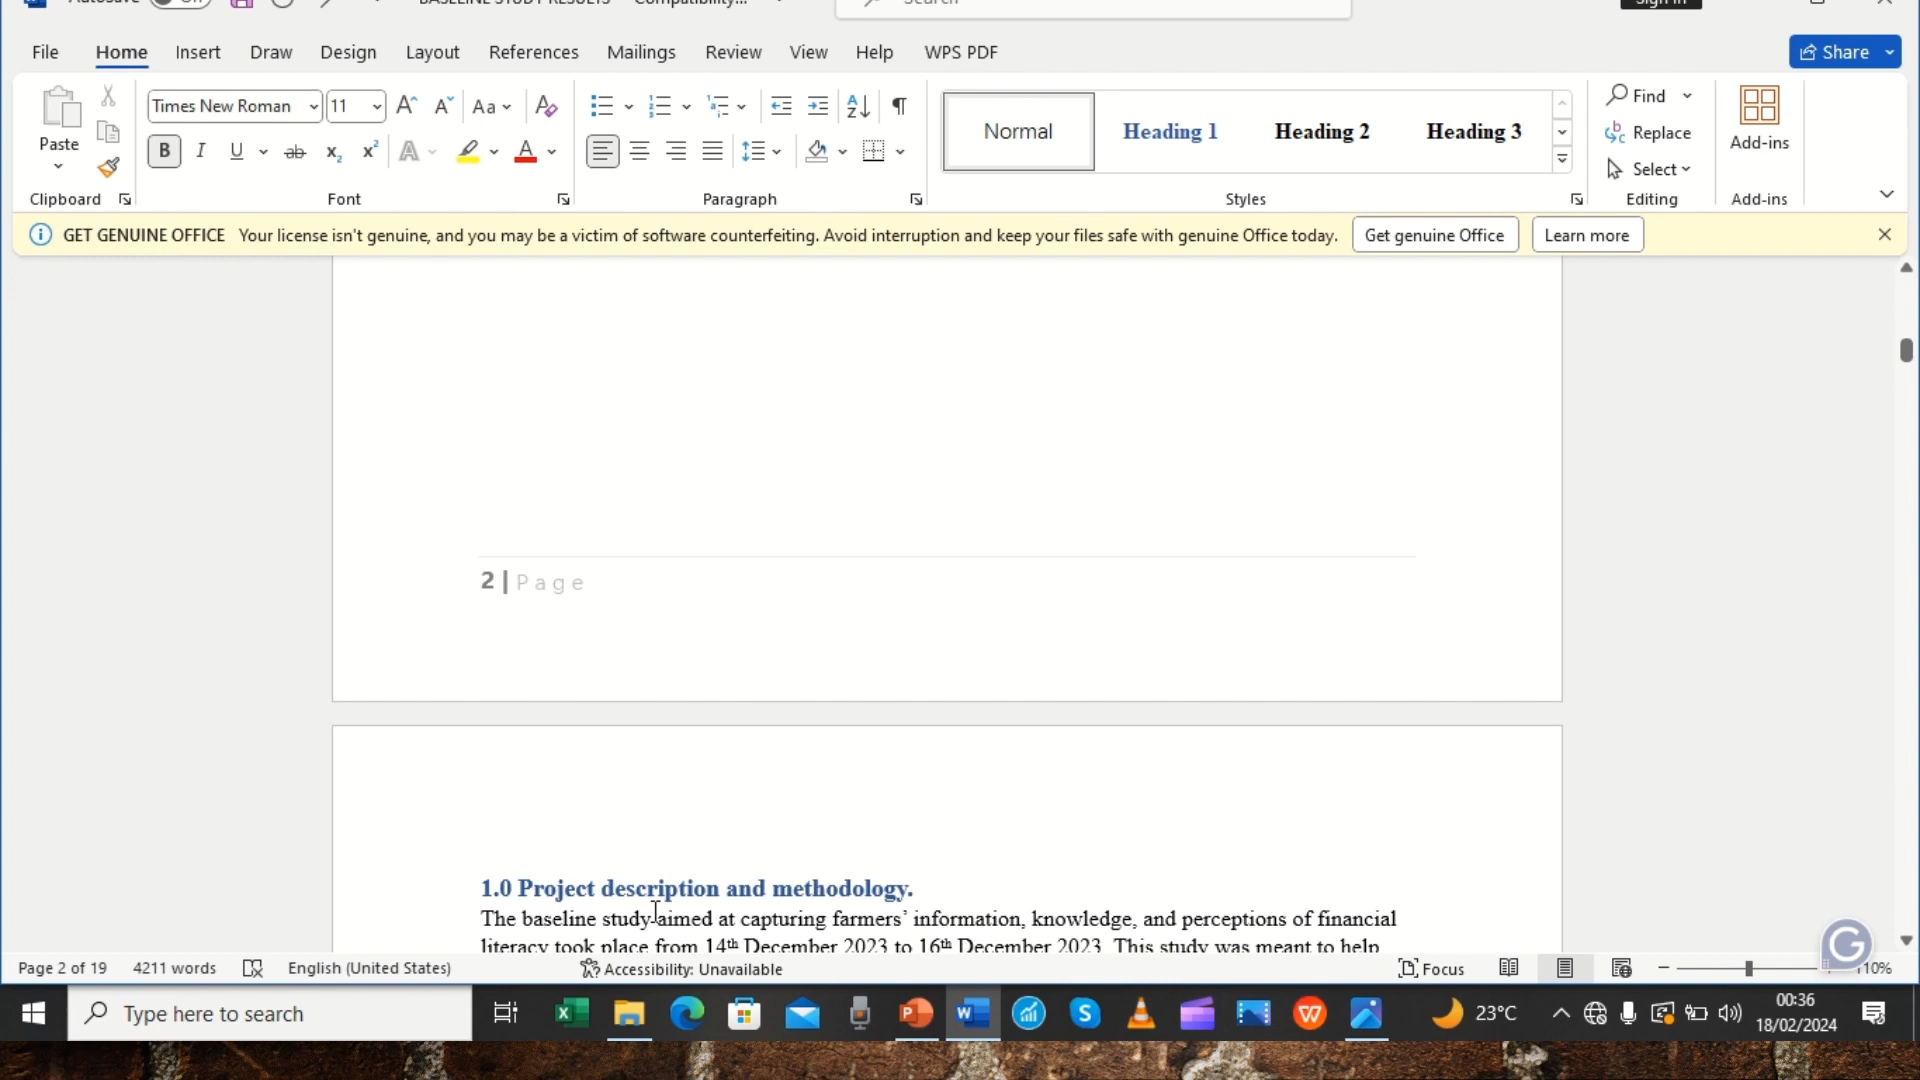 AutoSave Off BASELINE STUDY RESULTS - Compatibility... Search Sign in
File Home Insert Draw Design Layout References Mailings Review View Help WPS PDF Share
Times New Roman 11 Aa Normal Heading 1 Heading 2 Heading 3 Find Replace Select Add-ins
Paste B I U ab
Clipboard Font Paragraph Styles Editing Add-ins
GET GENUINE OFFICE Your license isn't genuine, and you may be a victim of software counterfeiting. Avoid interruption and keep your files safe with genuine Office today. Get genuine Office Learn more
2 | Page
1.0 Project description and methodology.
The baseline study aimed at capturing farmers’ information, knowledge, and perceptions of financial
literacy took place from 14th December 2023 to 16th December 2023. This study was meant to help
Page 2 of 19 4211 words English (United States) Accessibility: Unavailable Focus 110%
Type here to search 23°C 00:36
18/02/2024